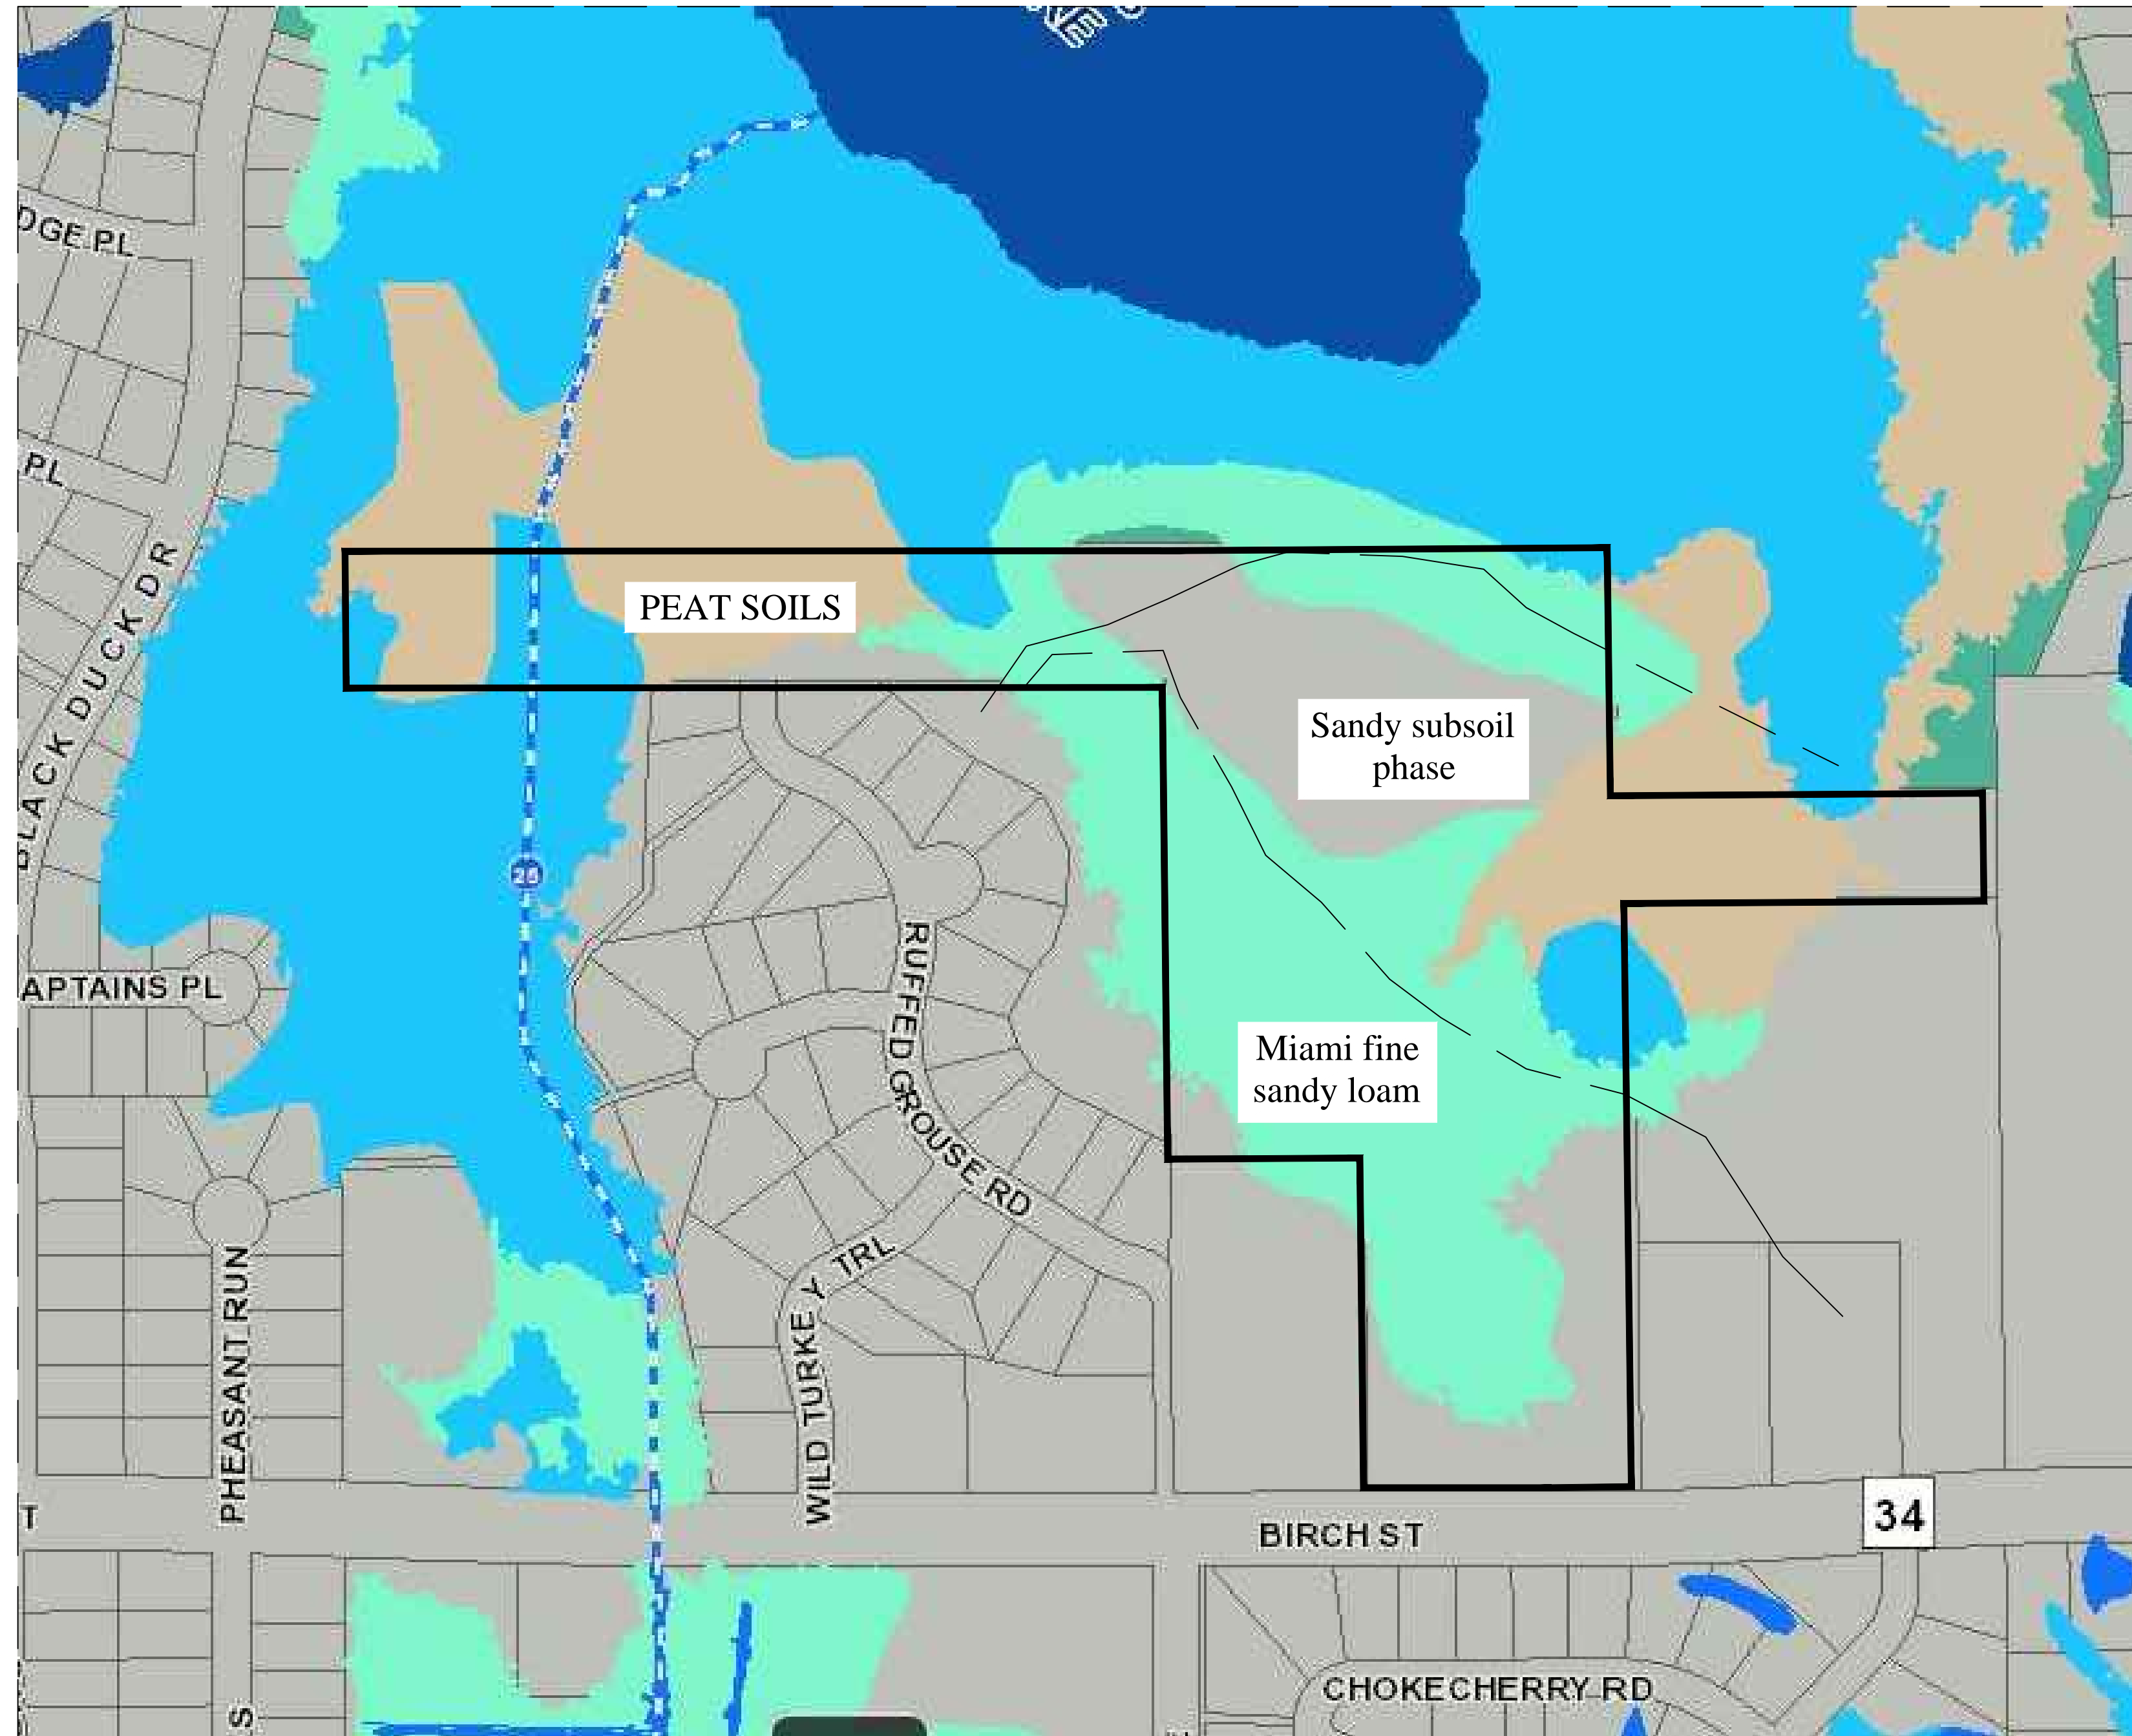 DGE PL
PL
BLACK DUCK DR
PEAT SOILS
Sandy subsoil
phase
RUFFED GROUSE RD
APTAINS PL
Miami fine
sandy loam
WILD TURKEY TRL
PHEASANT RUN
T
BIRCH ST
34
CHOKECHERRY RD
S